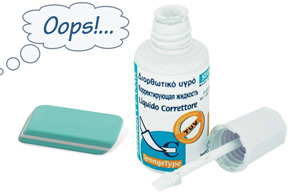 Oops!...
Διορθωτικό υγρό
Корректирующая жидкость
Liquido Correttore
SpongeType